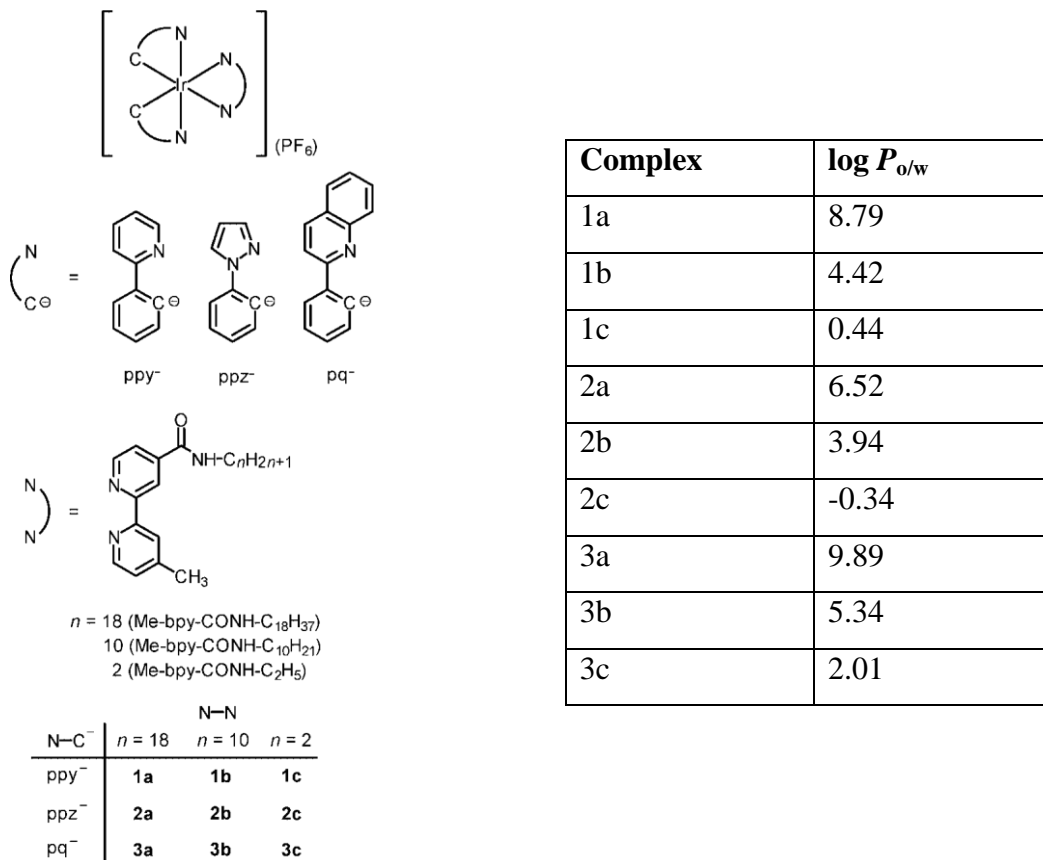 N
C
N
Ir
C
N
N
(PF₆)
N
C⊖
=
N
C⊖
N
N
C⊖
N
C⊖
ppy⁻
ppz⁻
pq⁻
O
NH-CnH2n+1
N
N
N
=
N
CH₃
n = 18 (Me-bpy-CONH-C₁₈H₃₇)
10 (Me-bpy-CONH-C₁₀H₂₁)
2 (Me-bpy-CONH-C₂H₅)
N—N
N—C⁻ n = 18 n = 10 n = 2
ppy⁻ 1a 1b 1c
ppz⁻ 2a 2b 2c
pq⁻ 3a 3b 3c
Complex log Po/w
1a 8.79
1b 4.42
1c 0.44
2a 6.52
2b 3.94
2c -0.34
3a 9.89
3b 5.34
3c 2.01